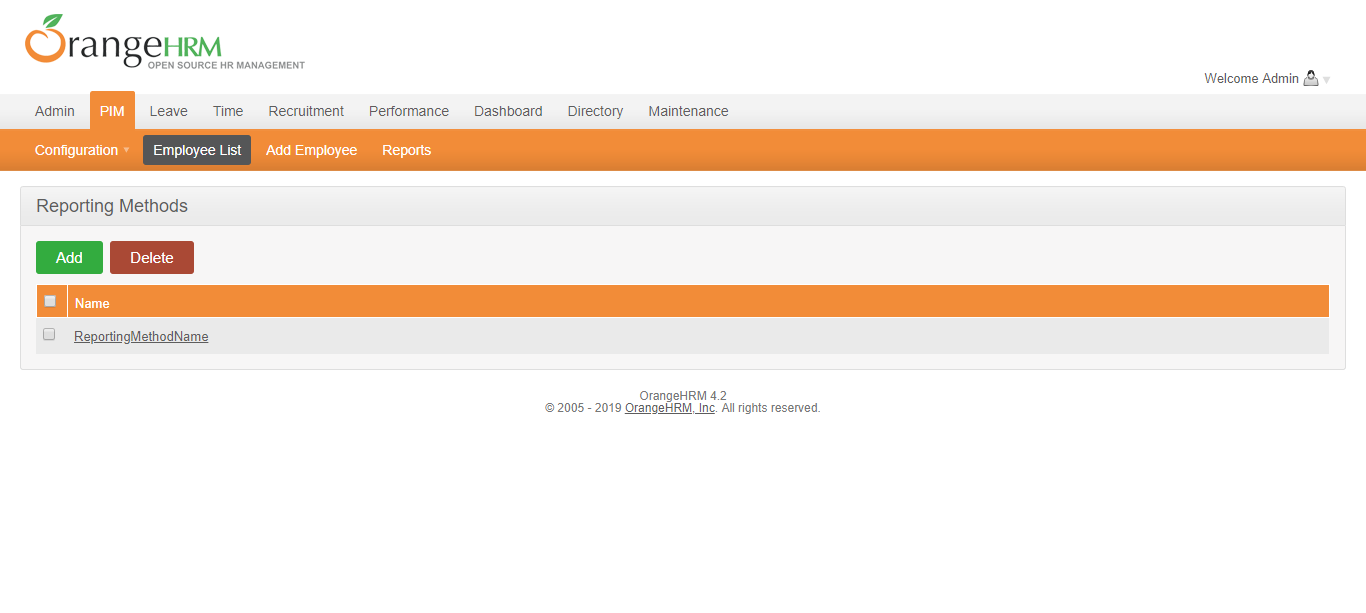 OrangeHRM
OPEN SOURCE HR MANAGEMENT
Welcome Admin
Admin PIM Leave Time Recruitment Performance Dashboard Directory Maintenance
Configuration Employee List Add Employee Reports
Reporting Methods
Add Delete
Name
ReportingMethodName
OrangeHRM 4.2
© 2005 - 2019 OrangeHRM, Inc. All rights reserved.